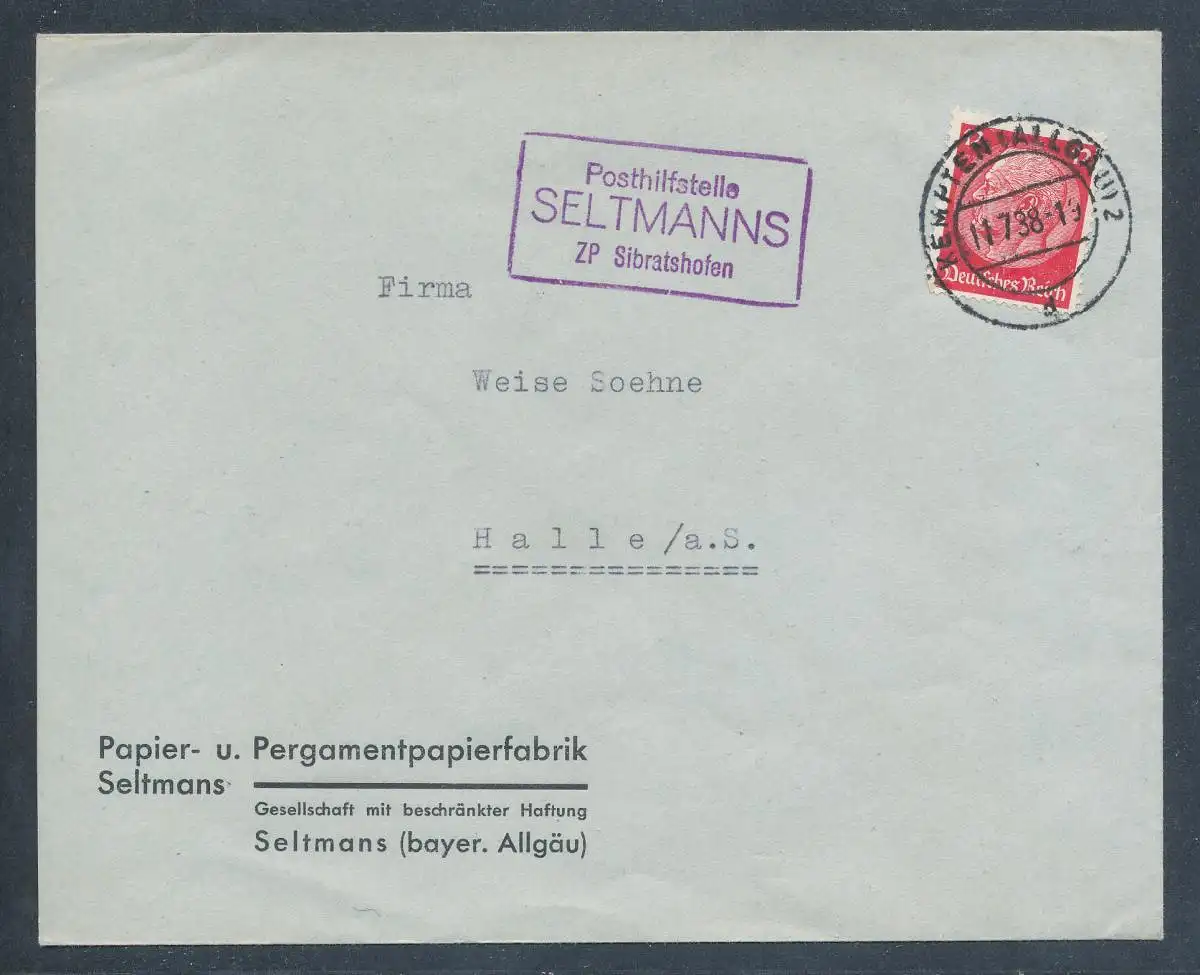 Posthilfstelle
SELTMANNS
ZP Sibratshofen
KEMPTEN (ALLGÄU) 2
11.7.38-19
Deutsches Reich
Firma
Weise Soehne
H a l l e /a.S.
===============
Papier- u. Pergamentpapierfabrik
Seltmans
Gesellschaft mit beschränkter Haftung
Seltmans (bayer. Allgäu)